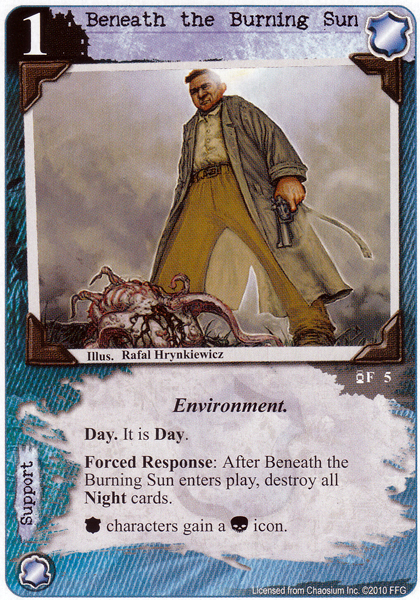 1
Beneath the Burning Sun
Illus. Rafal Hrynkiewicz
F 5
Environment.
Day. It is Day.
Forced Response: After Beneath the
Burning Sun enters play, destroy all
Night cards.
characters gain a icon.
Support
Licensed from Chaosium Inc. ©2010 FFG